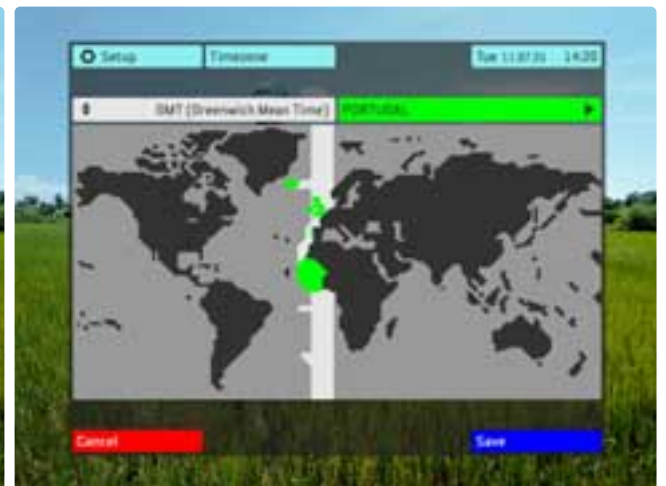 Setup
Timezone
Tue 11.07.31 14:20
GMT (Greenwich Mean Time)
PORTUGAL
Cancel
Save